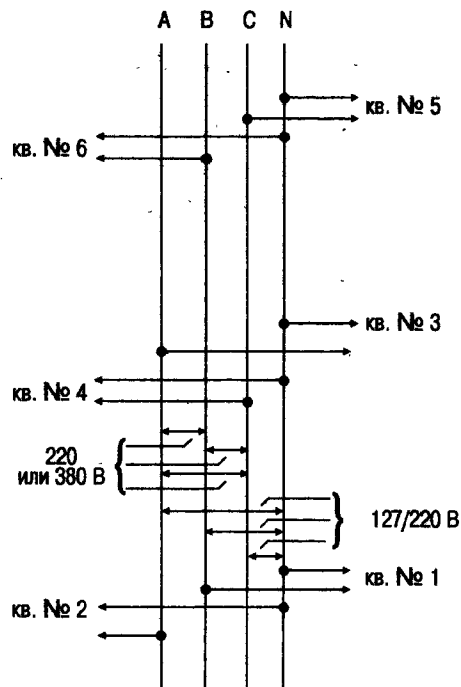 A B C N
кв. № 5
кв. № 6
кв. № 3
кв. № 4
220
или 380 В
127/220 В
кв. № 1
кв. № 2